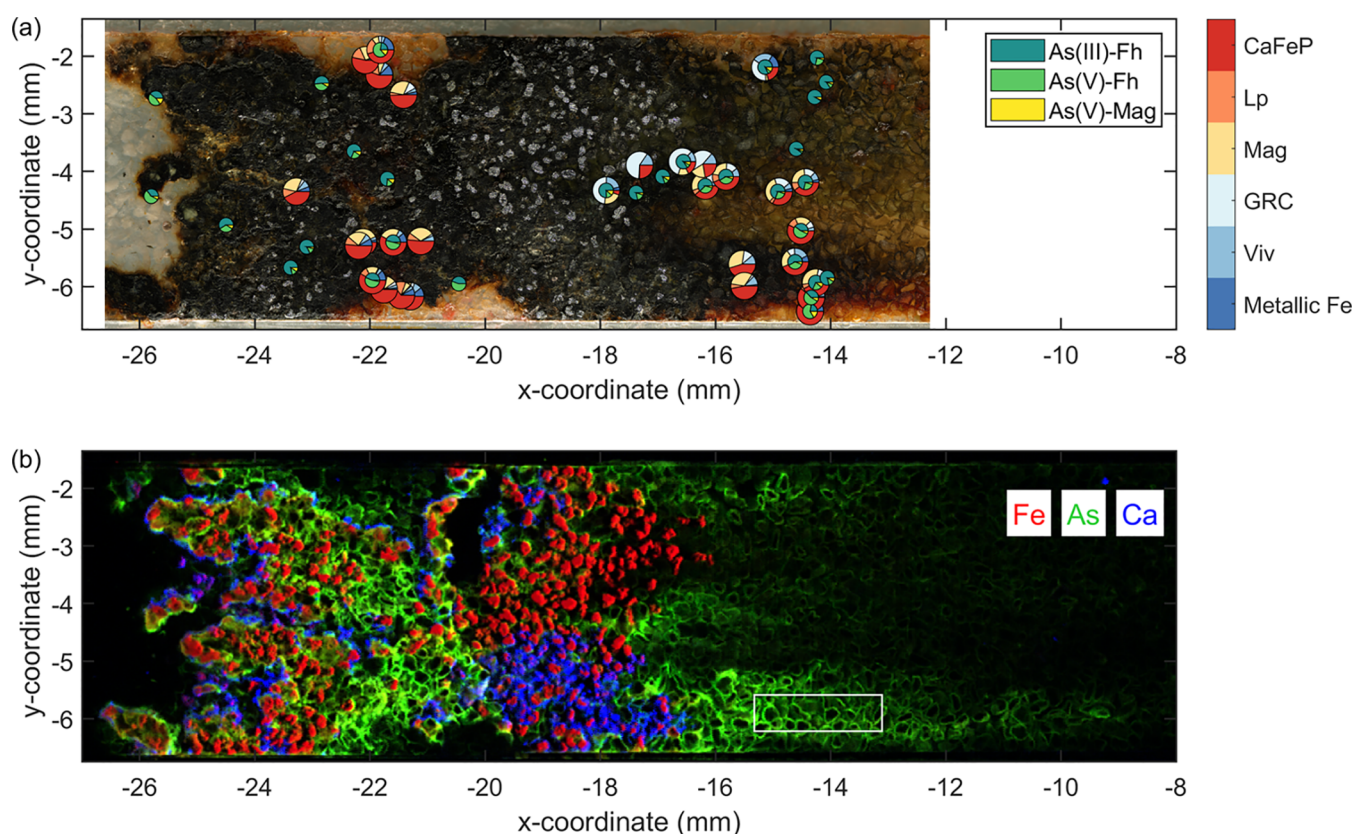 (a)
y-coordinate (mm)
-2
-3
-4
-5
-6
-26
-24
-22
-20
-18
-16
-14
-12
-10
-8
x-coordinate (mm)
As(III)-Fh
As(V)-Fh
As(V)-Mag
CaFeP
Lp
Mag
GRC
Viv
Metallic Fe
(b)
y-coordinate (mm)
-2
-3
-4
-5
-6
Fe As Ca
-26
-24
-22
-20
-18
-16
-14
-12
-10
-8
x-coordinate (mm)